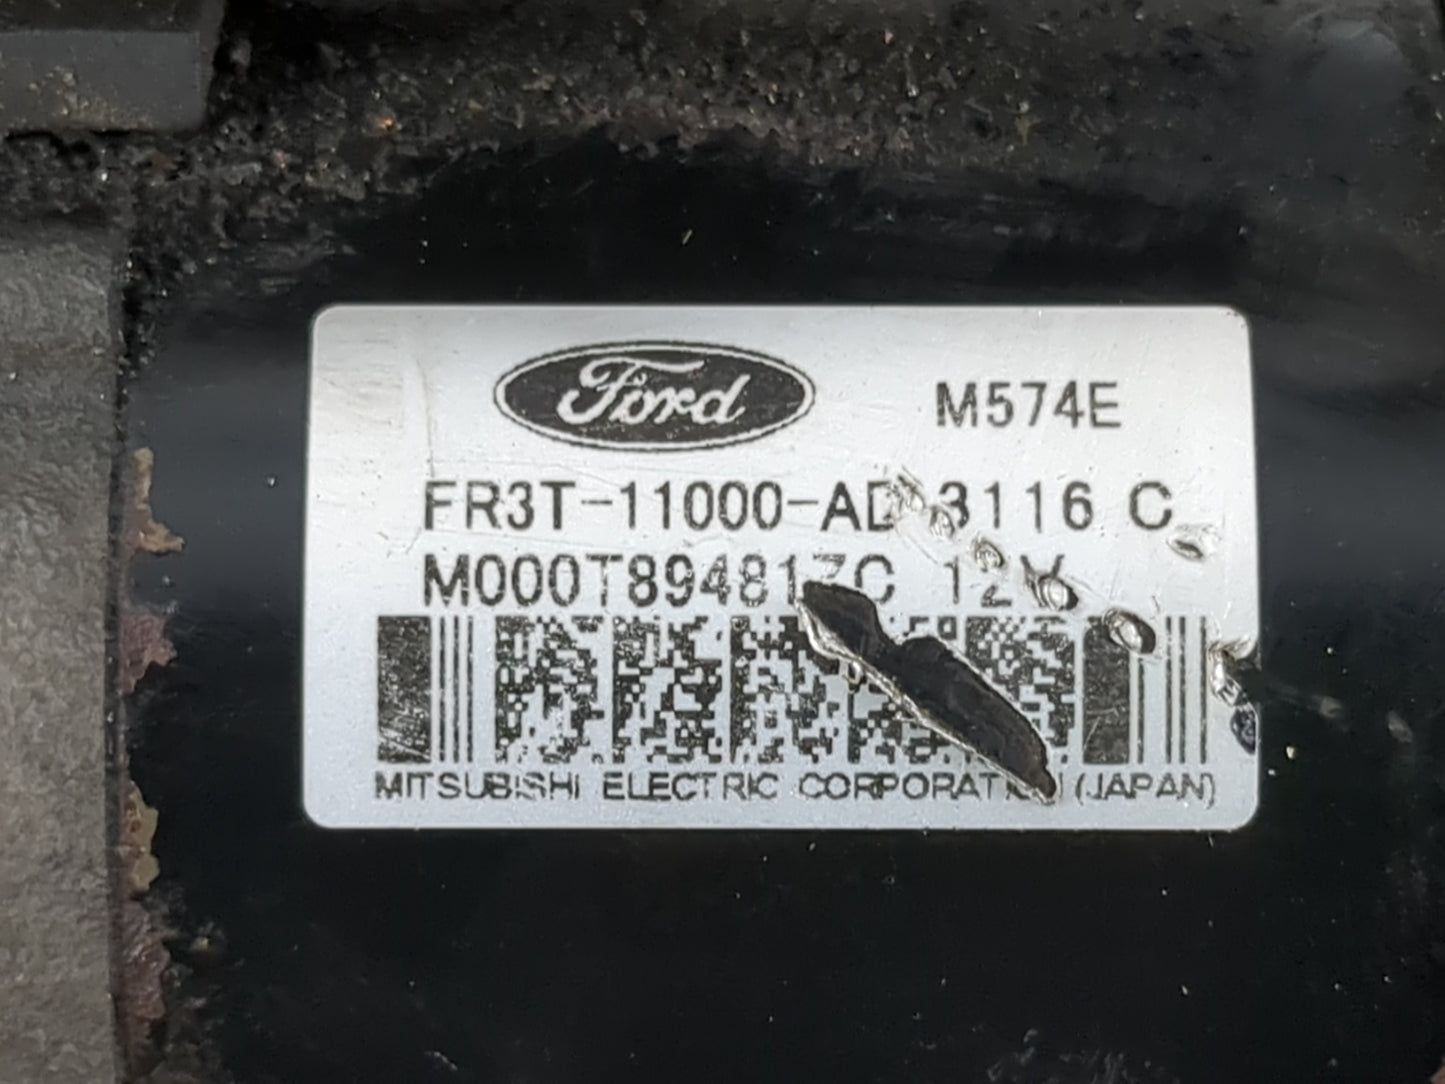 Ford M574E
FR3T-11000-AD 3116 C
M000T89481ZC 12V
MITSUBISHI ELECTRIC CORPORATION (JAPAN)